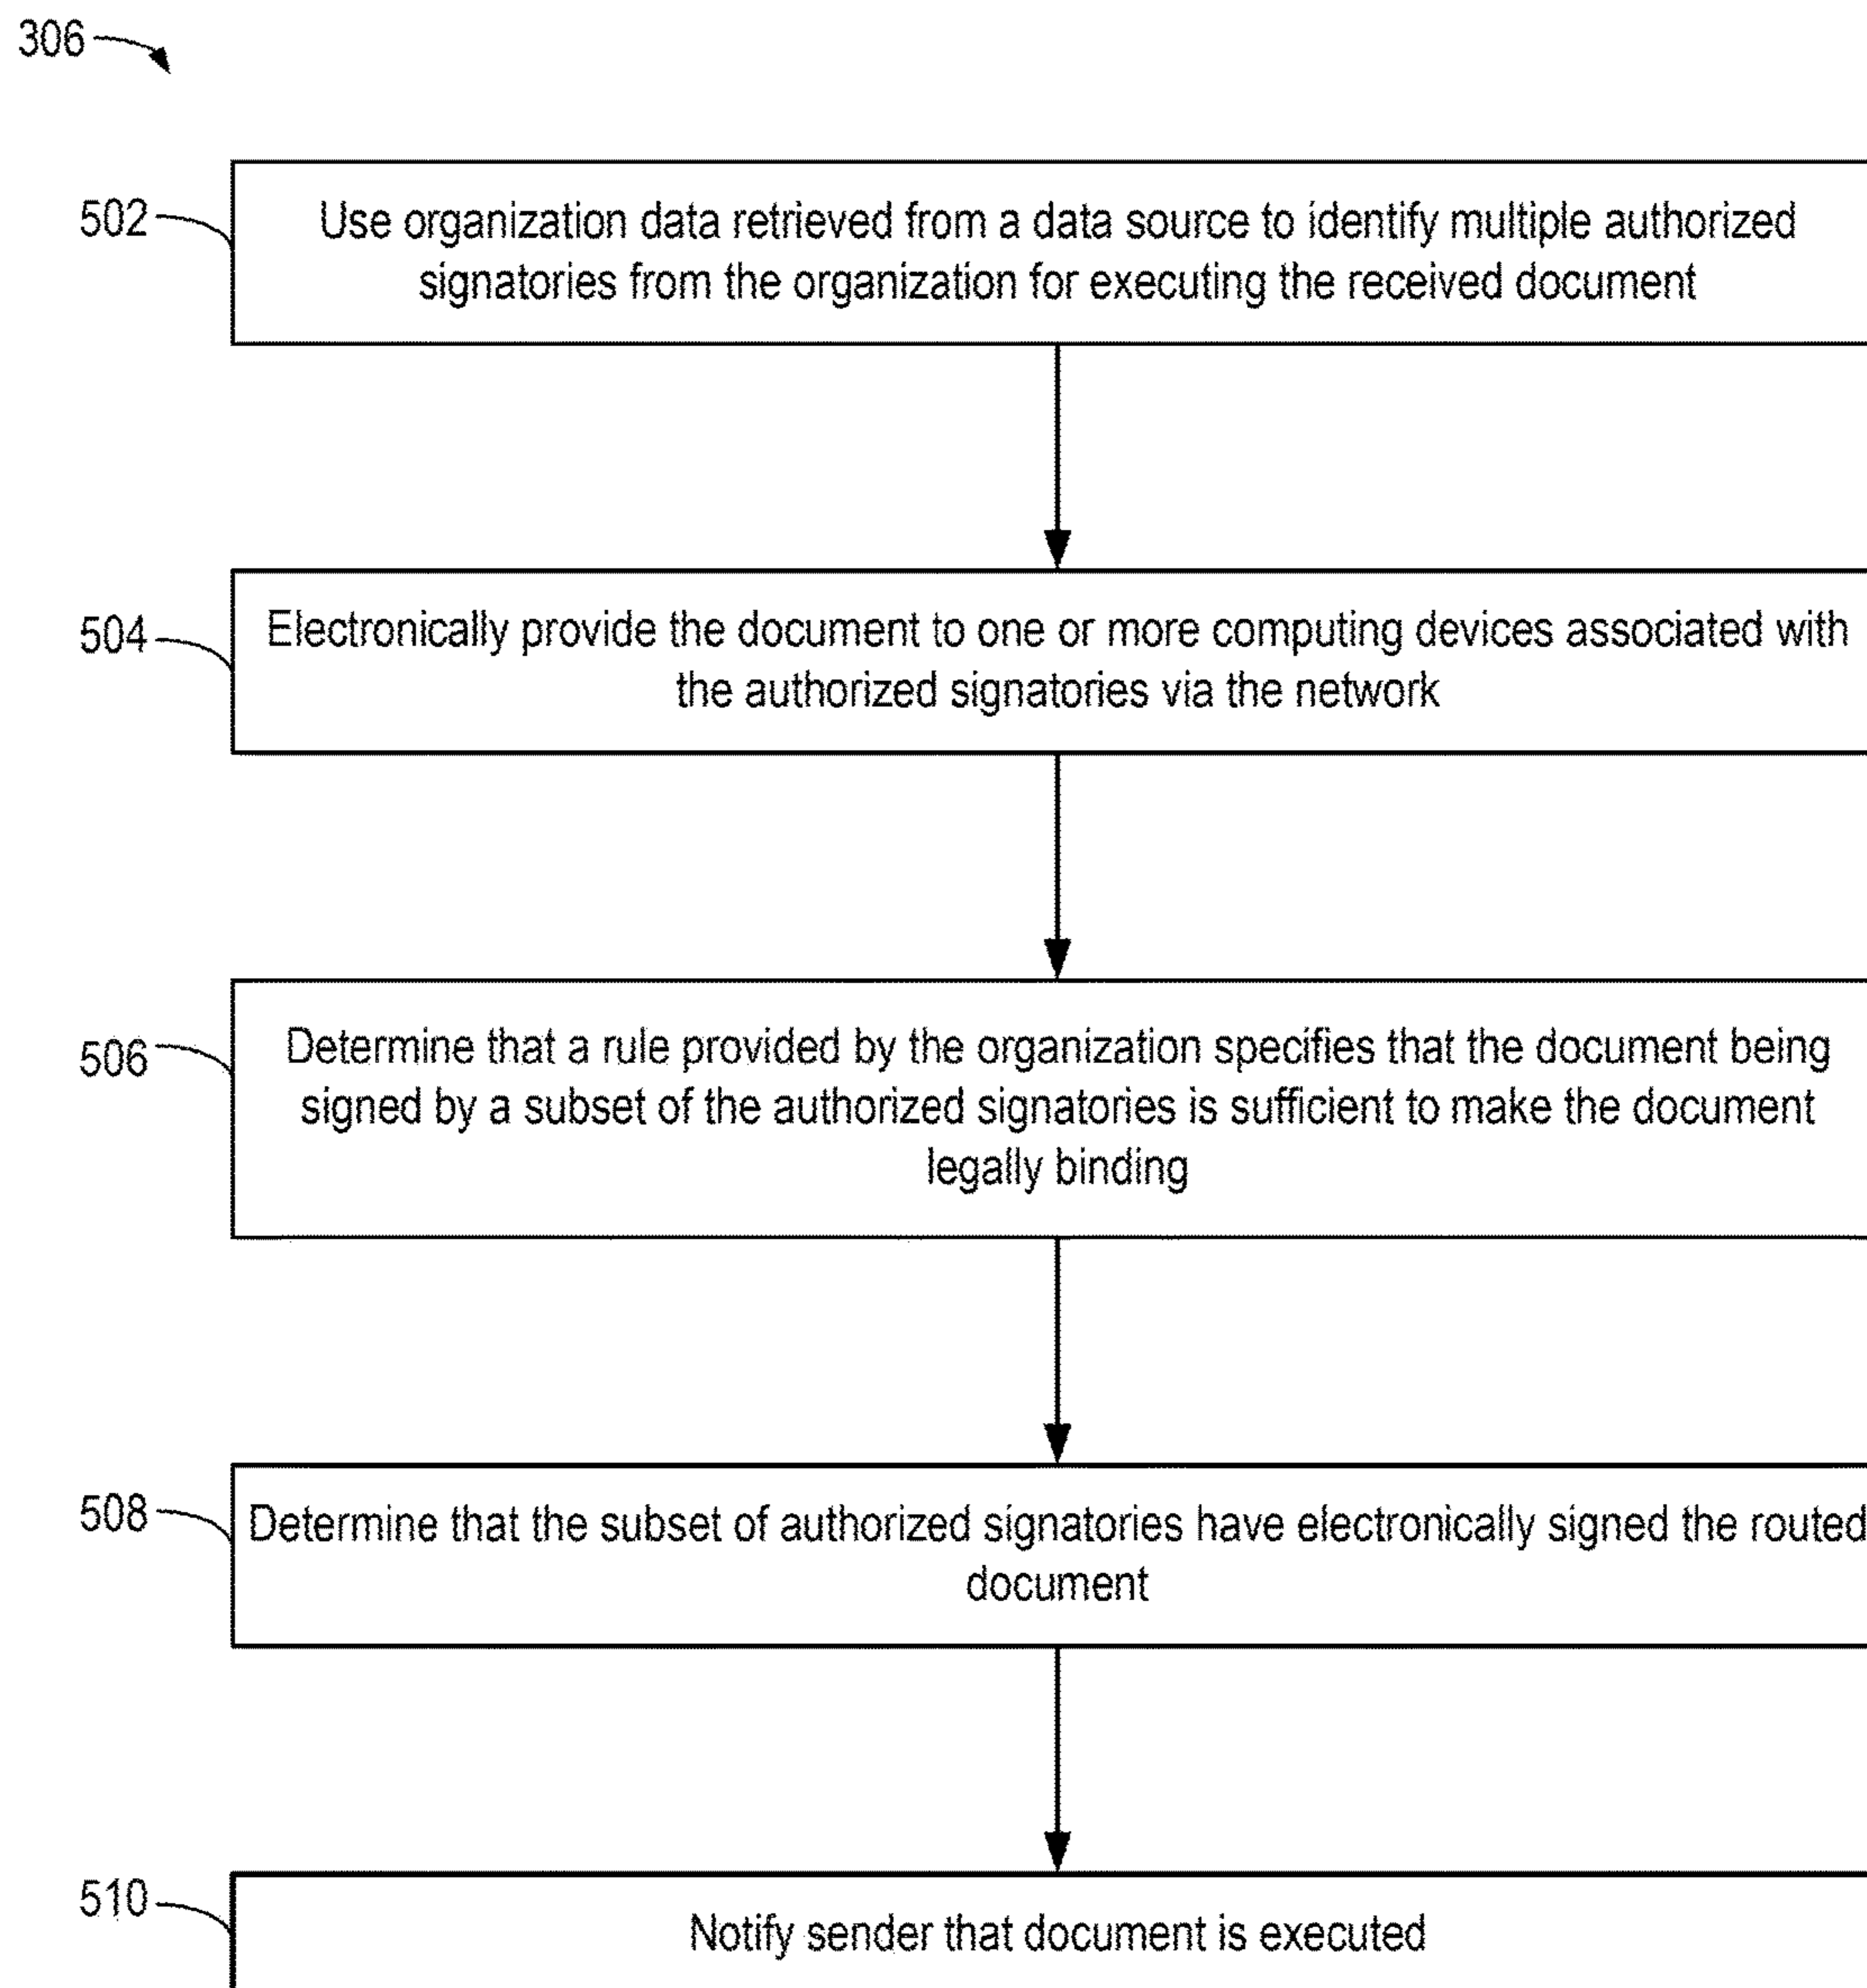 306
502
Use organization data retrieved from a data source to identify multiple authorized
signatories from the organization for executing the received document
504
Electronically provide the document to one or more computing devices associated with
the authorized signatories via the network
506
Determine that a rule provided by the organization specifies that the document being
signed by a subset of the authorized signatories is sufficient to make the document
legally binding
508
Determine that the subset of authorized signatories have electronically signed the routed
document
510
Notify sender that document is executed